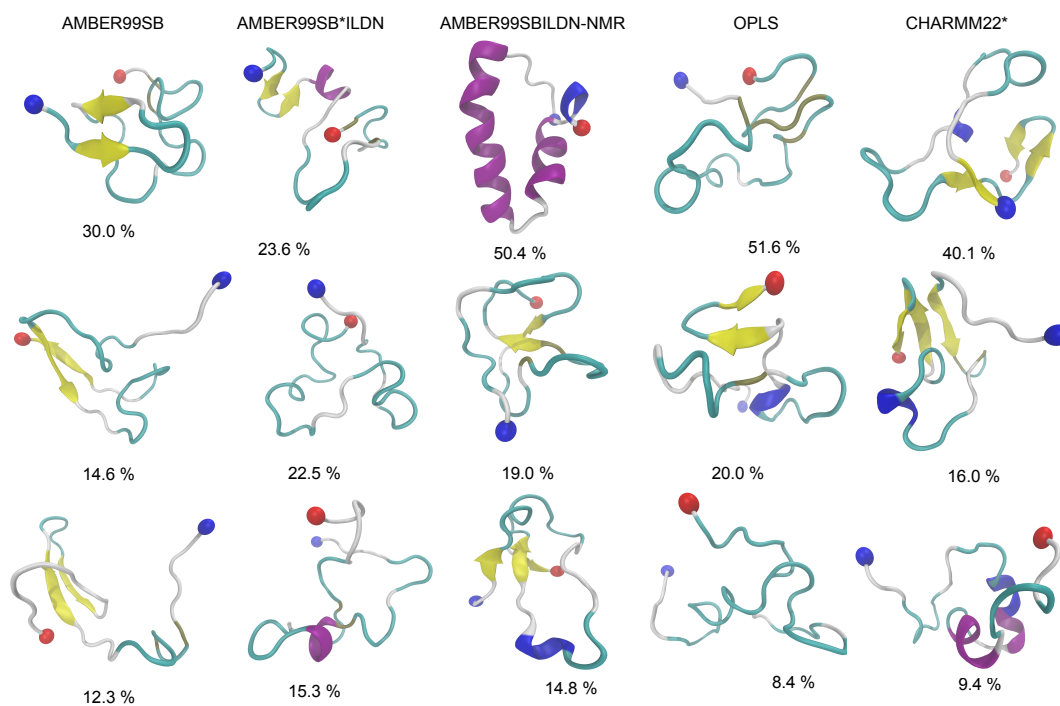 AMBER99SB AMBER99SB*ILDN AMBER99SBILDN-NMR OPLS CHARMM22*
30.0 % 23.6 % 50.4 % 51.6 % 40.1 %
14.6 % 22.5 % 19.0 % 20.0 % 16.0 %
12.3 % 15.3 % 14.8 % 8.4 % 9.4 %